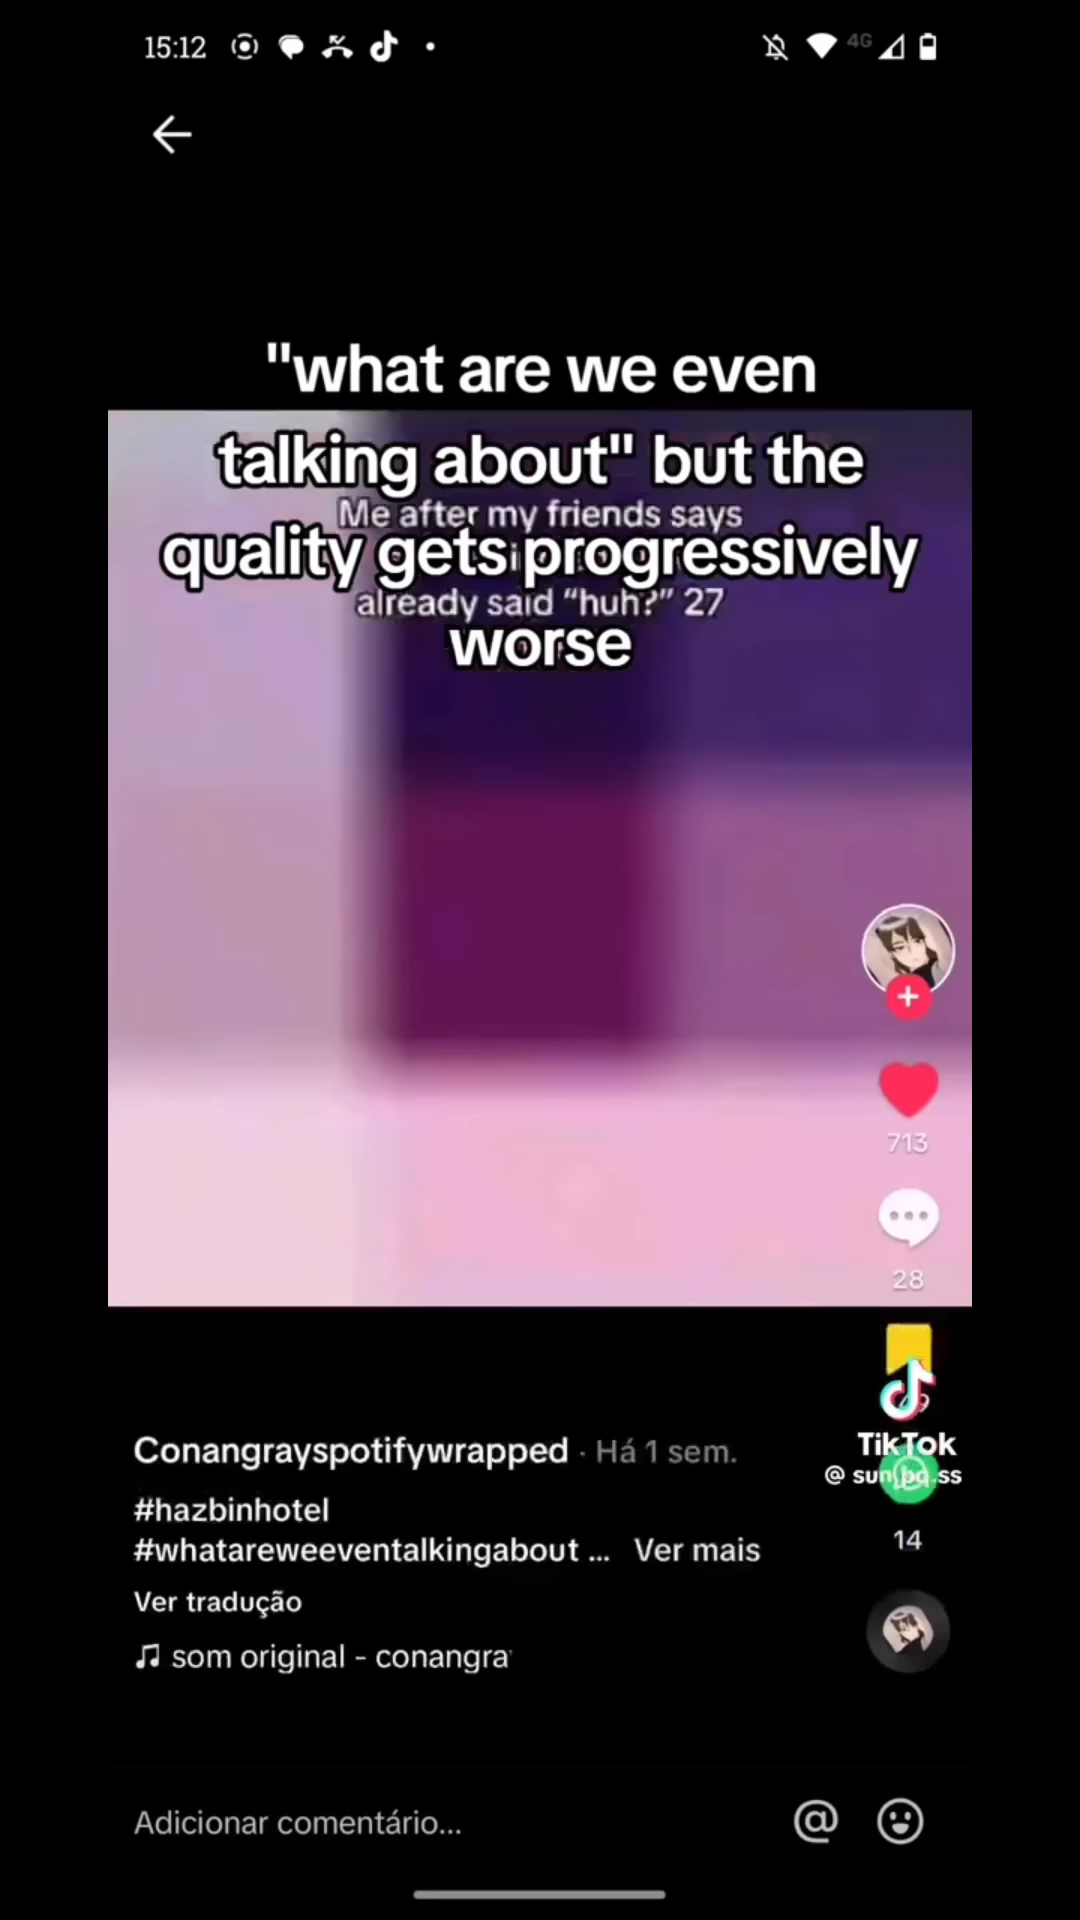 15:12
4G
"what are we even
talking about" but the
Me after my friends says
quality gets progressively
already said “huh?” 27
worse
713
28
TikTok
14
Conangrayspotifywrapped · Há 1 sem.
#hazbinhotel
#whatareweeventalkingabout ... Ver mais
Ver tradução
som original - conangra
Adicionar comentário...